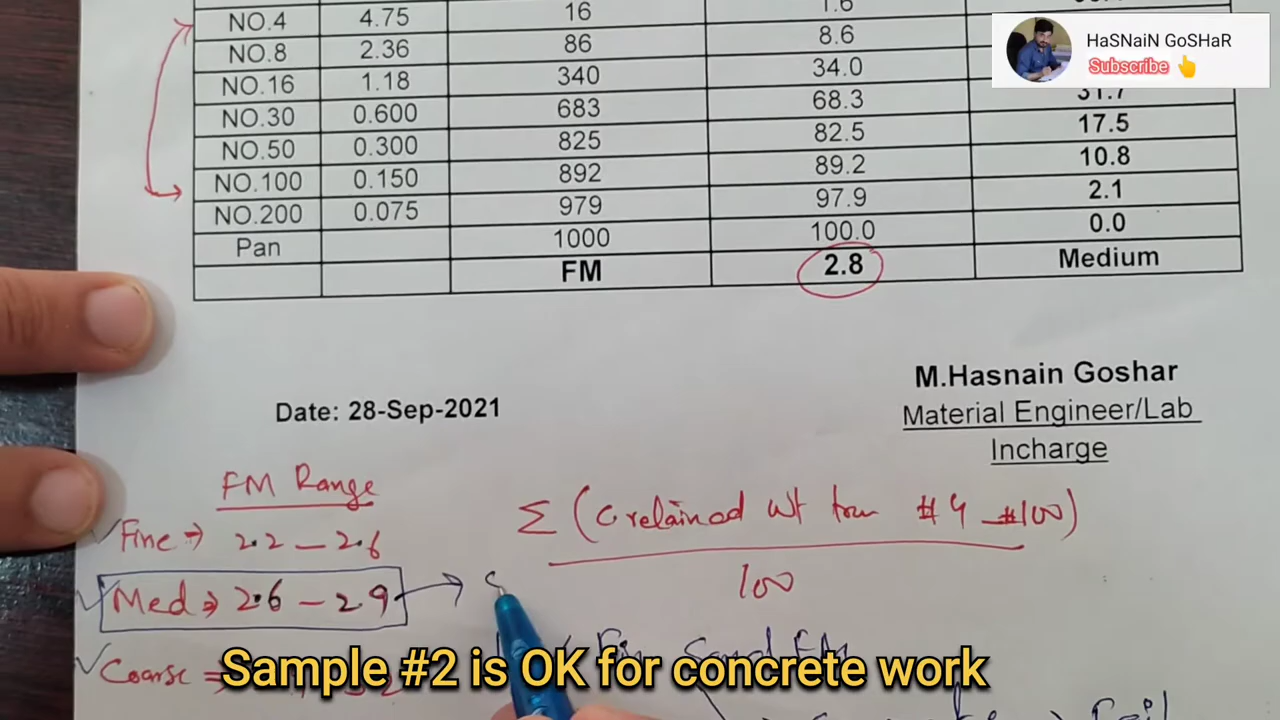 NO.4 4.75 16 1.6
HaSNaiN GoSHaR
Subscribe
NO.8 2.36 86 8.6
NO.16 1.18 340 34.0
NO.30 0.600 683 68.3 31.7
NO.50 0.300 825 82.5 17.5
NO.100 0.150 892 89.2 10.8
NO.200 0.075 979 97.9 2.1
Pan 1000 100.0 0.0
FM 2.8 Medium
M.Hasnain Goshar
Date: 28-Sep-2021
Material Engineer/Lab
Incharge
FM Range
Σ (C retained wt from #4 - #100)
100
Fine → 2.2 - 2.6
Med → 2.6 - 2.9 →
Coarse →
Sand FM
Sample #2 is OK for concrete work
Fail